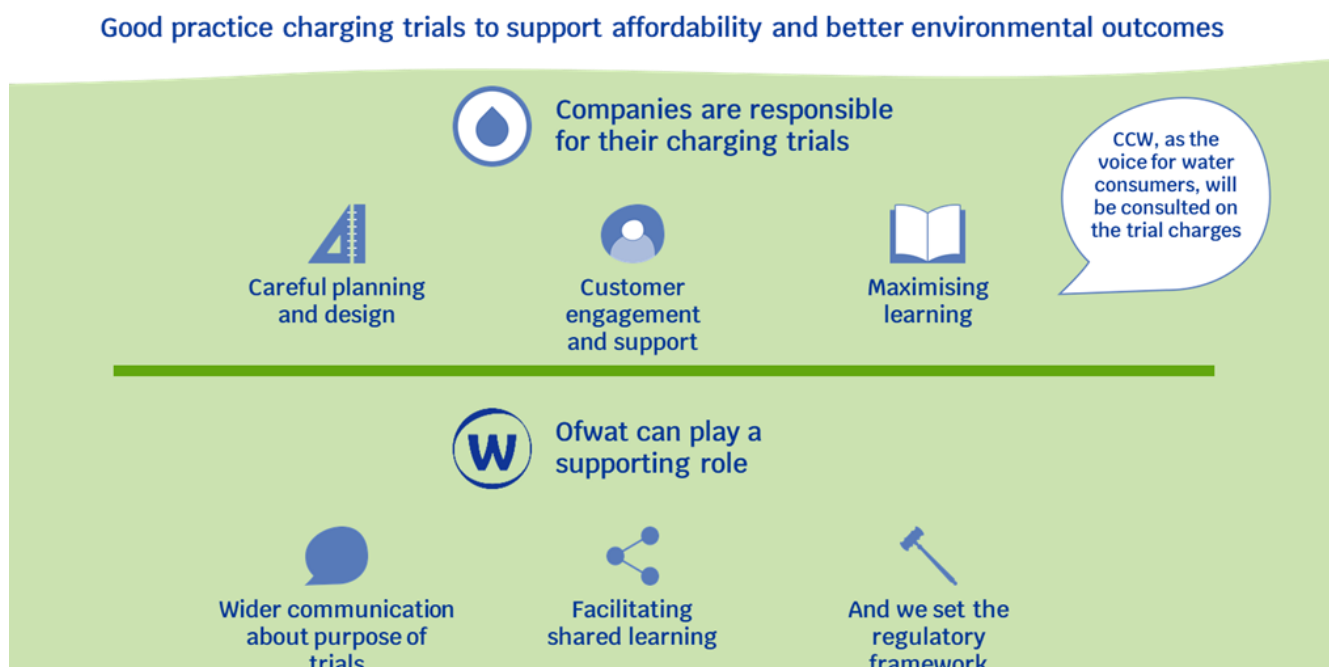 Good practice charging trials to support affordability and better environmental outcomes
Companies are responsible
for their charging trials
CCW, as the
voice for water
consumers, will
be consulted on
the trial charges
Careful planning
and design
Customer
engagement
and support
Maximising
learning
W
Ofwat can play a
supporting role
Wider communication
about purpose of
trials
Facilitating
shared learning
And we set the
regulatory
framework